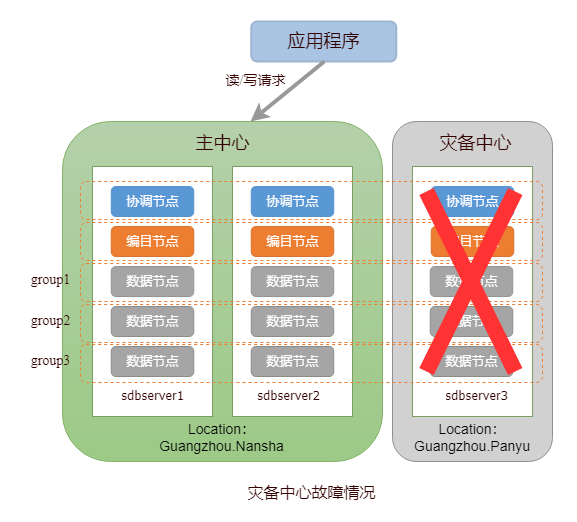 应用程序
读/写请求
主中心
灾备中心
协调节点
协调节点
协调节点
编目节点
编目节点
编目节点
group1
数据节点
数据节点
数据节点
group2
数据节点
数据节点
数据节点
group3
数据节点
数据节点
数据节点
sdbserver1
sdbserver2
sdbserver3
Location：
Guangzhou.Nansha
Location：
Guangzhou.Panyu
灾备中心故障情况